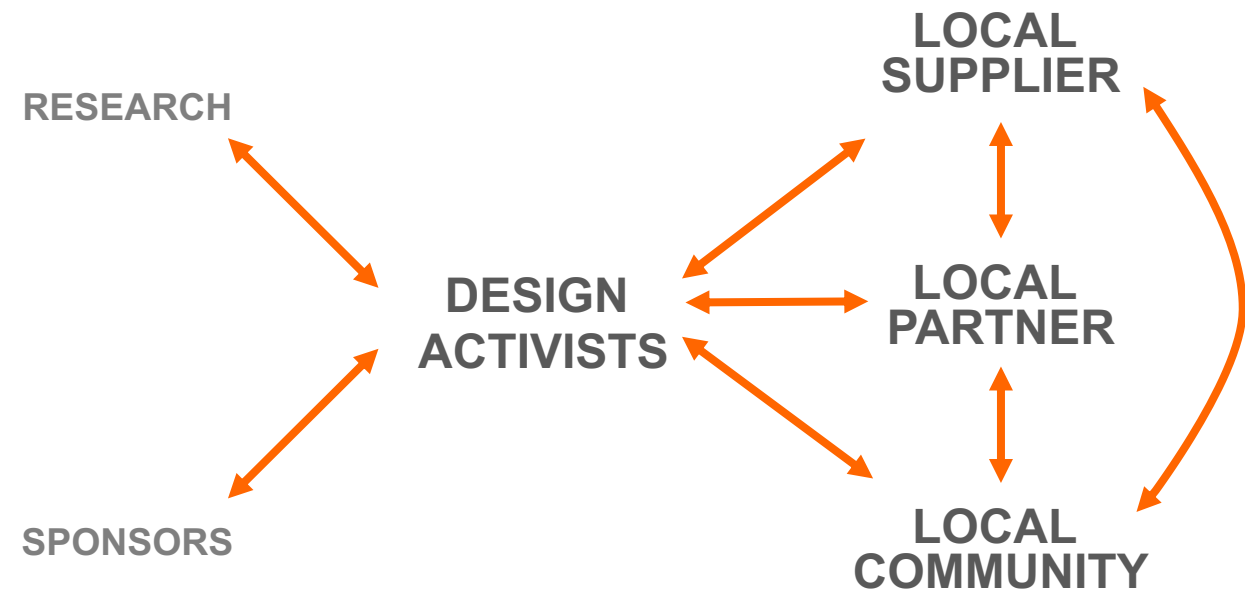 LOCAL
SUPPLIER
RESEARCH
DESIGN
ACTIVISTS
LOCAL
PARTNER
SPONSORS
LOCAL
COMMUNITY